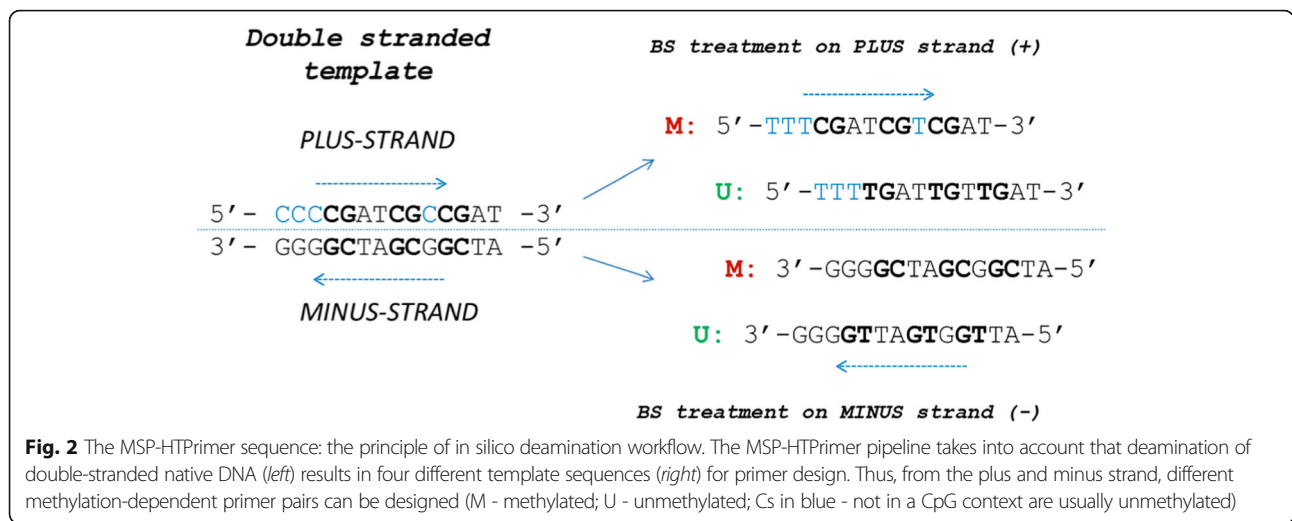 Double stranded
template
PLUS-STRAND
5′- CCCCGATCGCCGAT -3′
3′- GGGGCTAGCGGCTA -5′
MINUS-STRAND
BS treatment on PLUS strand (+)
M: 5′-TTTCGATCGTCGAT-3′
U: 5′-TTTTGATTGTTGAT-3′
M: 3′-GGGGCTAGCGGCTA-5′
U: 3′-GGGGTTAGTGGTTA-5′
BS treatment on MINUS strand (-)
Fig. 2 The MSP-HTPrimer sequence: the principle of in silico deamination workflow. The MSP-HTPrimer pipeline takes into account that deamination of
double-stranded native DNA (left) results in four different template sequences (right) for primer design. Thus, from the plus and minus strand, different
methylation-dependent primer pairs can be designed (M - methylated; U - unmethylated; Cs in blue - not in a CpG context are usually unmethylated)